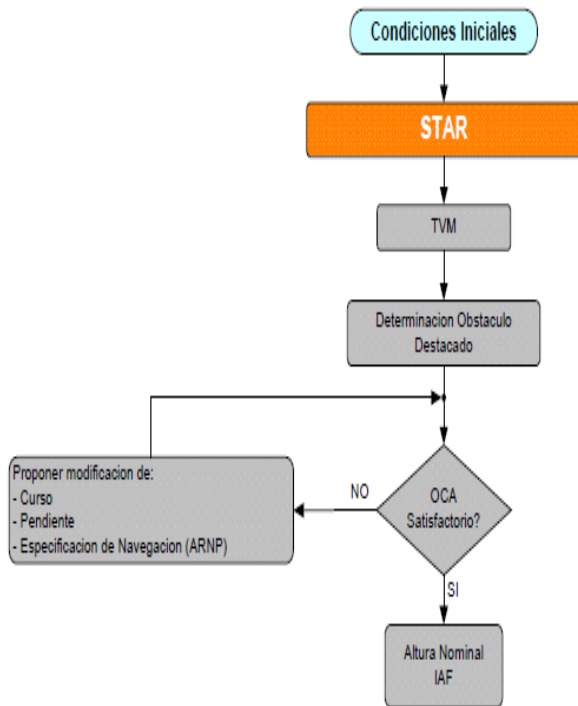 Condiciones Iniciales
STAR
TVM
Determinacion Obstaculo
Destacado
Proponer modificacion de:
- Curso
- Pendiente
- Especificacion de Navegacion (ARNP)
NO
OCA
Satisfactorio?
SI
Altura Nominal
IAF